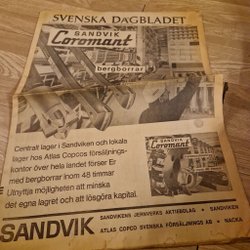 SVENSKA DAGBLADET
SANDVIK
Coromant
bergborrar
Centralt lager i Sandviken och lokala
lager hos Atlas Copcos försäljnings-
kontor över hela landet förser Er
med bergborrar inom 48 timmar
Utnyttja möjligheten att minska
det egna lagret och att lösgöra kapital.
SANDVIK
Coromant
SANDVIK
SANDVIKENS JERNVERKS AKTIEBOLAG - SANDVIKEN
ATLAS COPCO SVENSKA FÖRSÄLJNINGS AB - NACKA